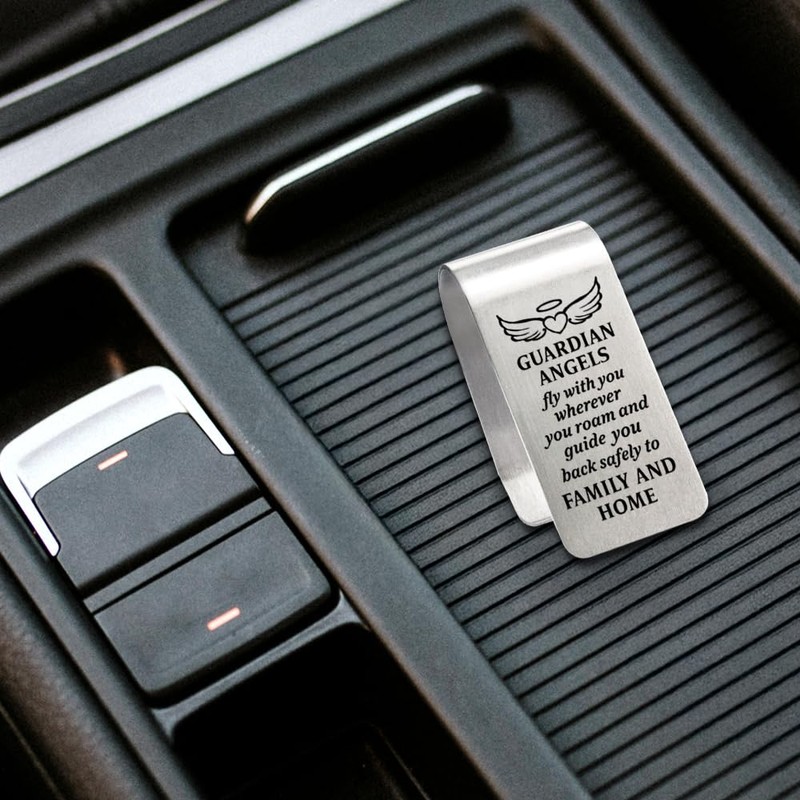 GUARDIAN
ANGELS
fly with you
wherever
you roam and
guide you
back safely to
FAMILY AND
HOME